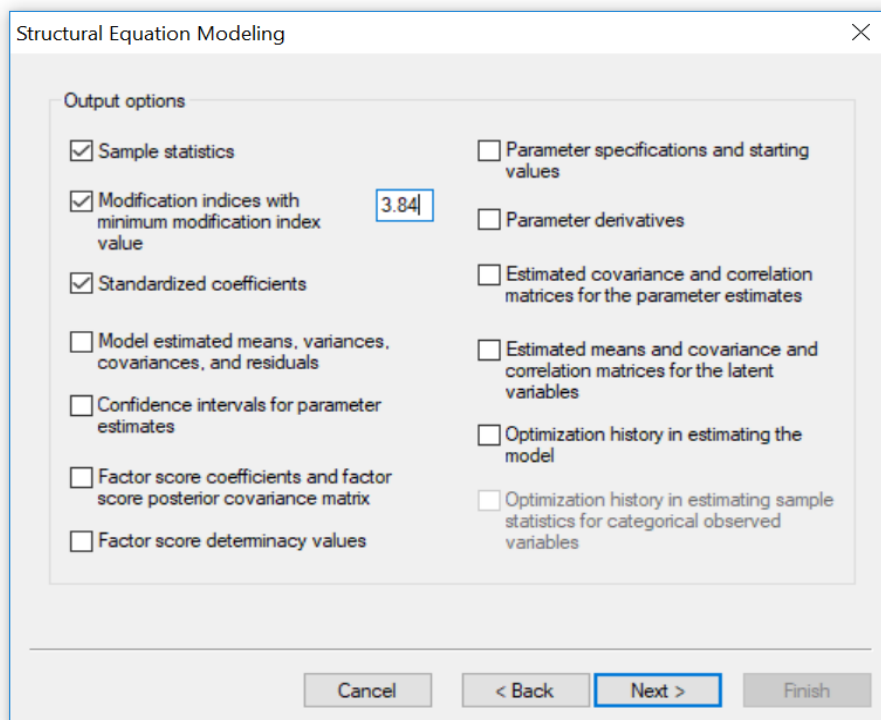 Structural Equation Modeling
Output options
Sample statistics
Modification indices with
minimum modification index
value
3.84
Standardized coefficients
Model estimated means, variances,
covariances, and residuals
Confidence intervals for parameter
estimates
Factor score coefficients and factor
score posterior covariance matrix
Factor score determinacy values
Parameter specifications and starting
values
Parameter derivatives
Estimated covariance and correlation
matrices for the parameter estimates
Estimated means and covariance and
correlation matrices for the latent
variables
Optimization history in estimating the
model
Optimization history in estimating sample
statistics for categorical observed
variables
Cancel
< Back
Next >
Finish